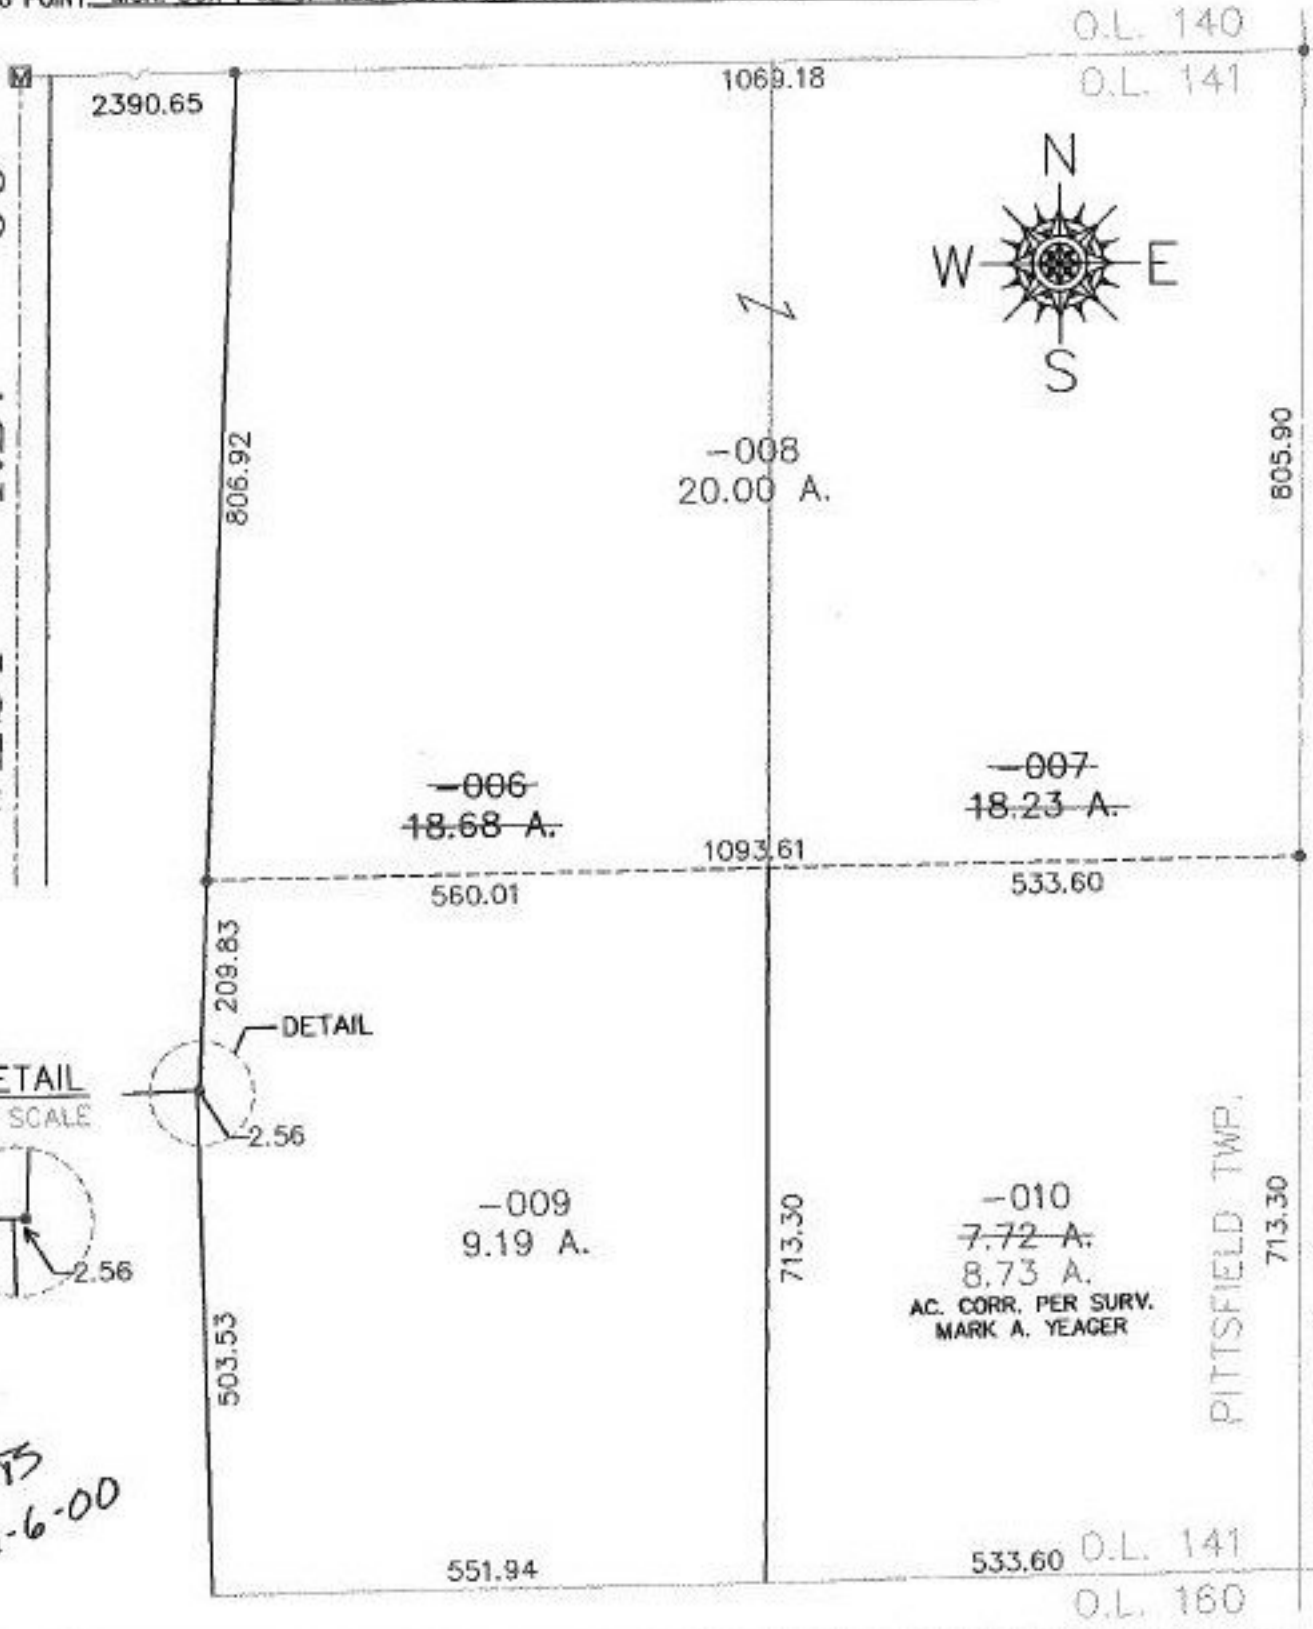 POINT.
O.L. 140
2390.65
1069.18
O.L. 141
N
W
E
S
806.92
805.90
-008
20.00 A.
-006
18.68 A.
-007
18.23 A.
1093.61
560.01
533.60
209.83
DETAIL
ETAIL
SCALE
2.56
2.56
-009
9.19 A.
713.30
-010
7.72 A.
8.73 A.
AC. CORR. PER SURV.
MARK A. YEAGER
PITTSFIELD TWP.
713.30
503.53
-6-00
551.94
533.60
O.L. 141
O.L. 160
M